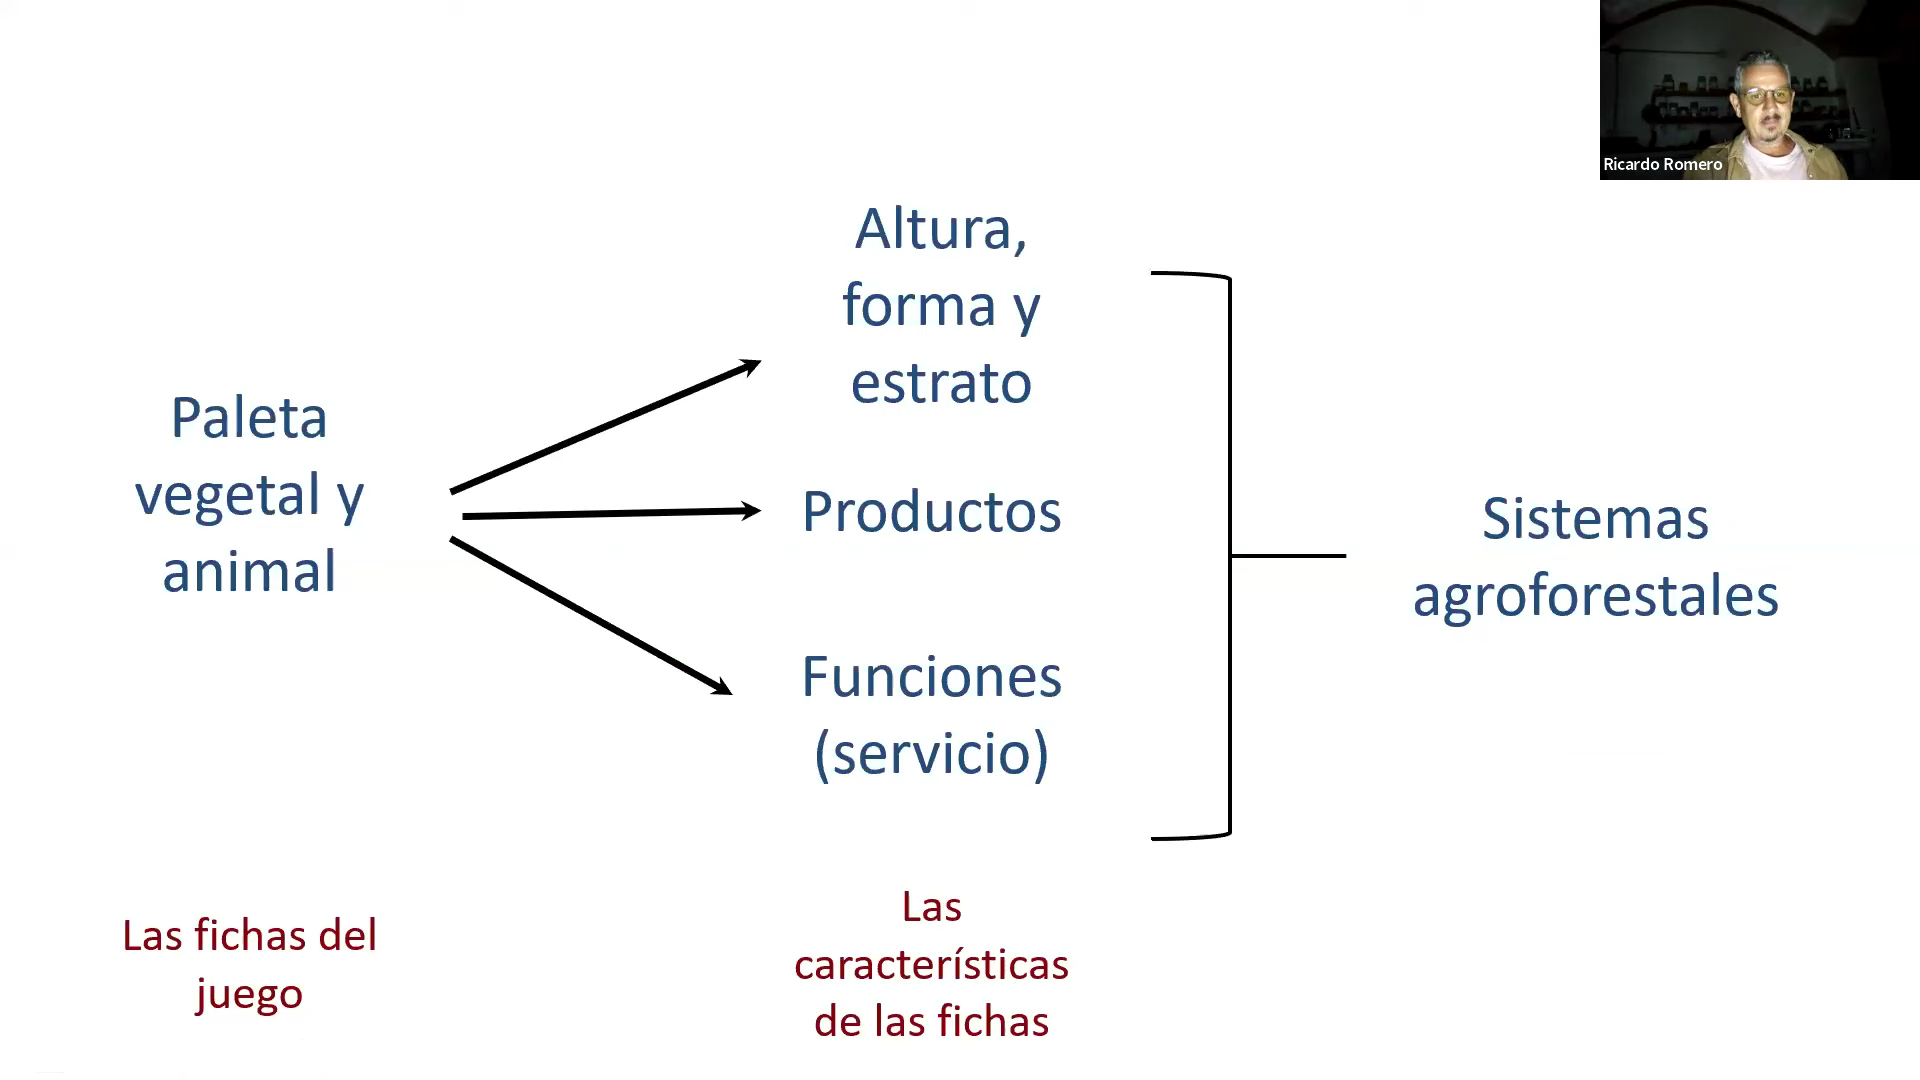 Ricardo Romero
Paleta
vegetal y
animal
Altura,
forma y
estrato
Productos
Funciones
(servicio)
Sistemas
agroforestales
Las fichas del
juego
Las
características
de las fichas